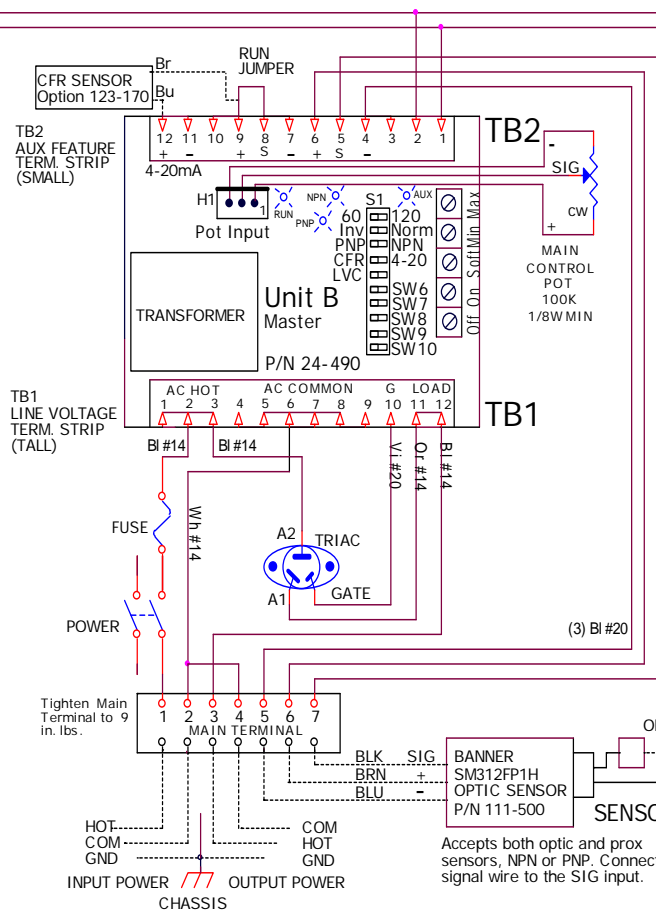 Br
RUN
JUMPER
CFR SENSOR
Option 123-170
Bu
TB2
AUX FEATURE
TERM. STRIP
(SMALL)
12 11 10 9 8 7 6 5 4 3 2 1
+ - + S - + S -
4-20mA
TB2
-
SIG
CW
+
MAIN
CONTROL
POT
100K
1/8W MIN
H1
1
Pot Input
RUN
NPN
PNP
AUX
S1
60 120
Inv Norm
PNP NPN
CFR 4-20
LVC
SW6
SW7
SW8
SW9
SW10
Off On Soft Min Max
TRANSFORMER
Unit B
Master
P/N 24-490
TB1
LINE VOLTAGE
TERM. STRIP
(TALL)
AC HOT AC COMMON G LOAD
1 2 3 4 5 6 7 8 9 10 11 12
TB1
Bl #14
Bl #14
Wh #14
Vi #20
Or #14
Bl #14
FUSE
A2
TRIAC
A1
GATE
POWER
(3) Bl #20
Tighten Main
Terminal to 9
in. lbs.
1 2 3 4 5 6 7
MAIN TERMINAL
BLK SIG
BRN +
BLU -
BANNER
SM312FP1H
OPTIC SENSOR
P/N 111-500
SENSO
Accepts both optic and prox
sensors, NPN or PNP. Connect
signal wire to the SIG input.
HOT COM
COM HOT
GND GND
INPUT POWER OUTPUT POWER
CHASSIS